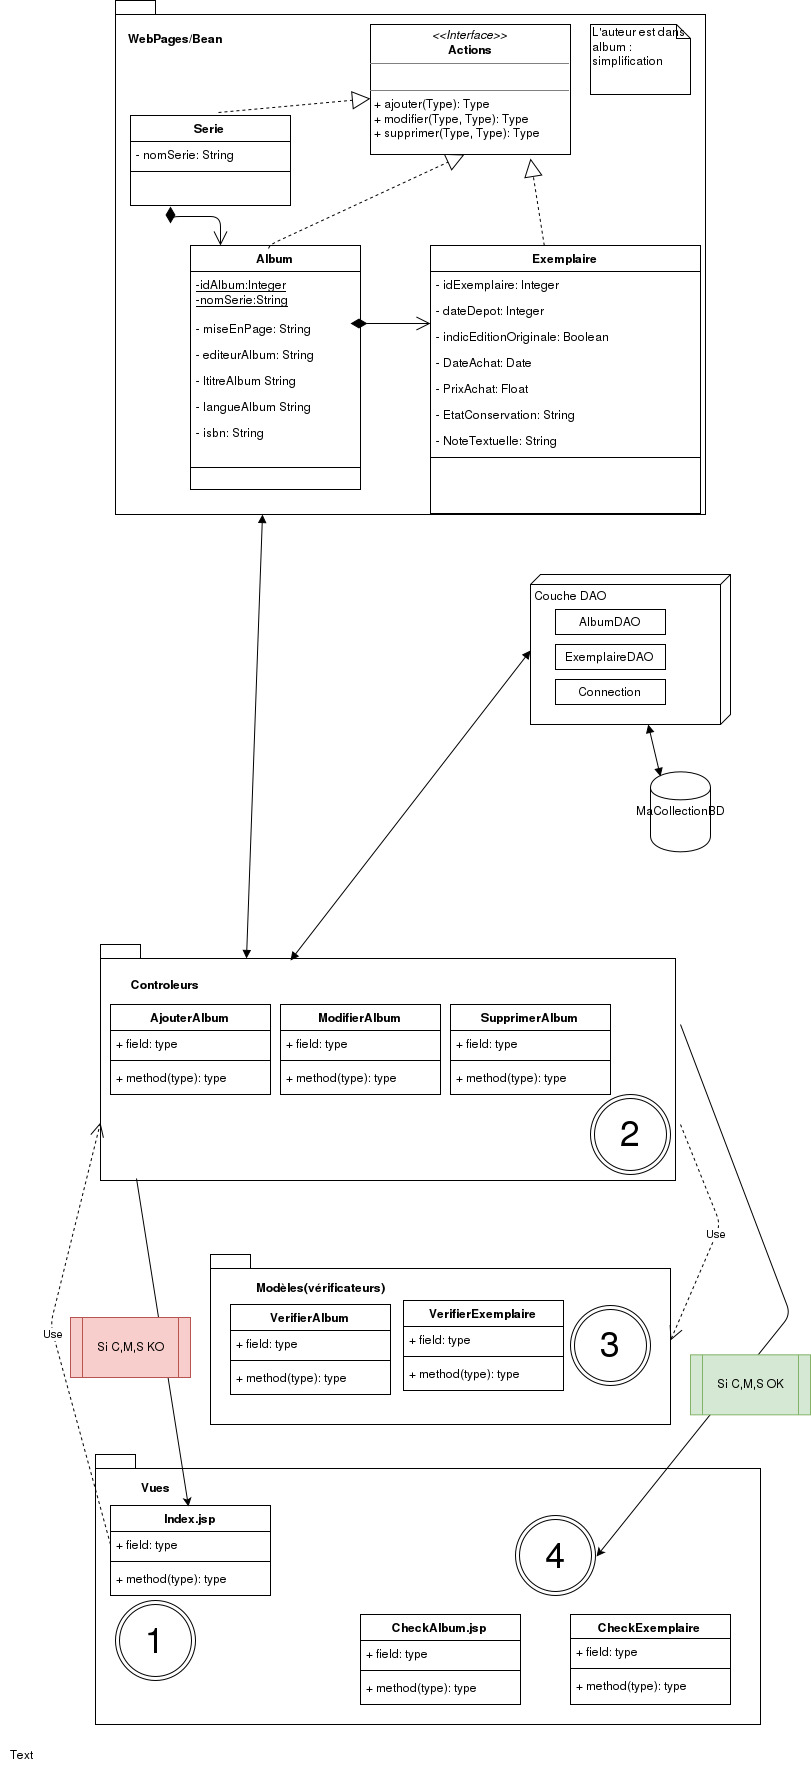 WebPages/Bean
<<Interface>>
Actions
+ ajouter(Type): Type
+ modifier(Type, Type): Type
+ supprimer(Type, Type): Type
L'auteur est dans
album :
simplification
Serie
- nomSerie: String
Album
-idAlbum:Integer
-nomSerie:String
- miseEnPage: String
- editeurAlbum: String
- ltitreAlbum String
- langueAlbum String
- isbn: String
Exemplaire
- idExemplaire: Integer
- dateDepot: Integer
- indicEditionOriginale: Boolean
- DateAchat: Date
- PrixAchat: Float
- EtatConservation: String
- NoteTextuelle: String
Couche DAO
AlbumDAO
ExemplaireDAO
Connection
MaCollectionBD
Controleurs
AjouterAlbum
+ field: type
+ method(type): type
ModifierAlbum
+ field: type
+ method(type): type
SupprimerAlbum
+ field: type
+ method(type): type
2
Use
Modèles(vérificateurs)
VerifierAlbum
+ field: type
+ method(type): type
VerifierExemplaire
+ field: type
+ method(type): type
3
Use
Si C,M,S KO
Si C,M,S OK
Vues
Index.jsp
+ field: type
+ method(type): type
1
4
CheckAlbum.jsp
+ field: type
+ method(type): type
CheckExemplaire
+ field: type
+ method(type): type
Text